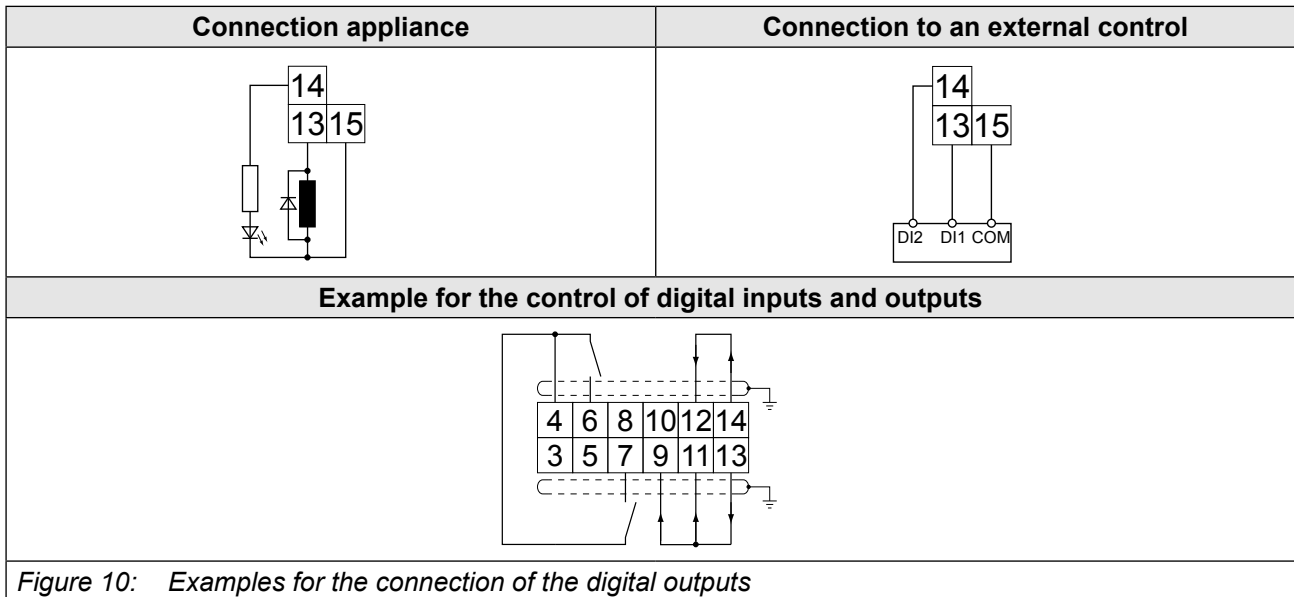 Connection appliance
Connection to an external control
14
13 15
14
13 15
DI2 DI1 COM
Example for the control of digital inputs and outputs
4 6 8 10 12 14
3 5 7 9 11 13
Figure 10: Examples for the connection of the digital outputs